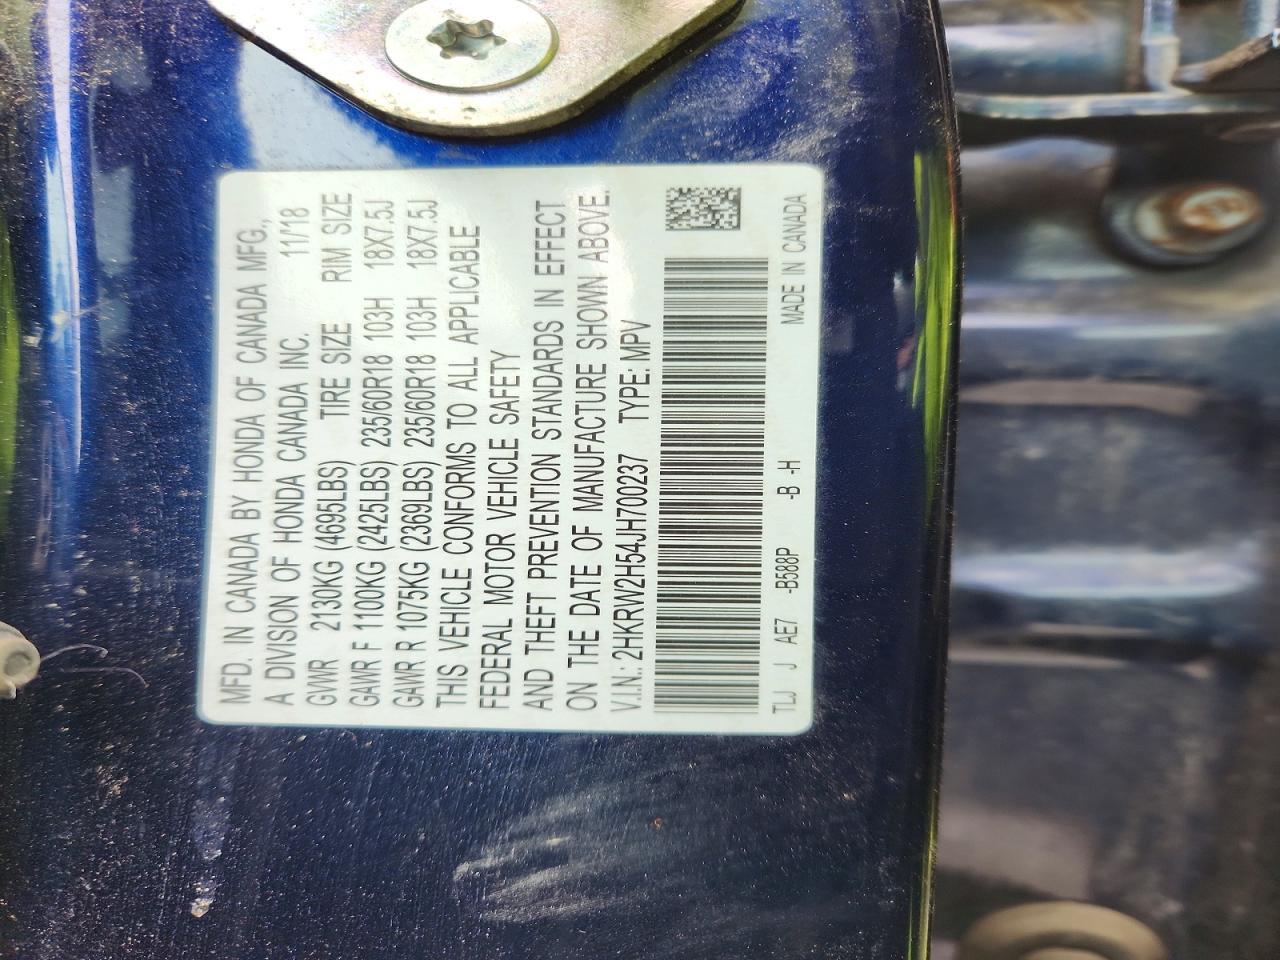 MFD. IN CANADA BY HONDA OF CANADA MFG.,
A DIVISION OF HONDA CANADA INC. 11/18
GVWR 2130KG (4695LBS) TIRE SIZE RIM SIZE
GAWR F 1100KG (2425LBS) 235/60R18 103H 18X7.5J
GAWR R 1075KG (2369LBS) 235/60R18 103H 18X7.5J
THIS VEHICLE CONFORMS TO ALL APPLICABLE
FEDERAL MOTOR VEHICLE SAFETY
AND THEFT PREVENTION STANDARDS IN EFFECT
ON THE DATE OF MANUFACTURE SHOWN ABOVE.
V.I.N.: 2HKRW2H54JH700237 TYPE: MPV
TLJ J AE7 -B588P -B -H MADE IN CANADA